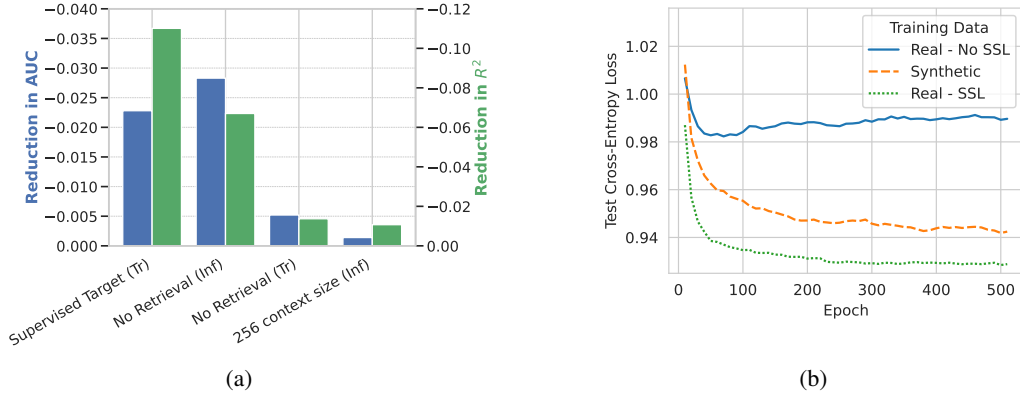 −0.040
−0.035
−0.030
−0.025
−0.020
−0.015
−0.010
−0.005
0.000
Reduction in AUC
−0.12
−0.10
−0.08
−0.06
−0.04
−0.02
0.00
Reduction in R²
Supervised Target (Tr)
No Retrieval (Inf)
No Retrieval (Tr)
256 context size (Inf)
(a)
Training Data
Real - No SSL
Synthetic
Real - SSL
Test Cross-Entropy Loss
1.02
1.00
0.98
0.96
0.94
0
100
200
300
400
500
Epoch
(b)